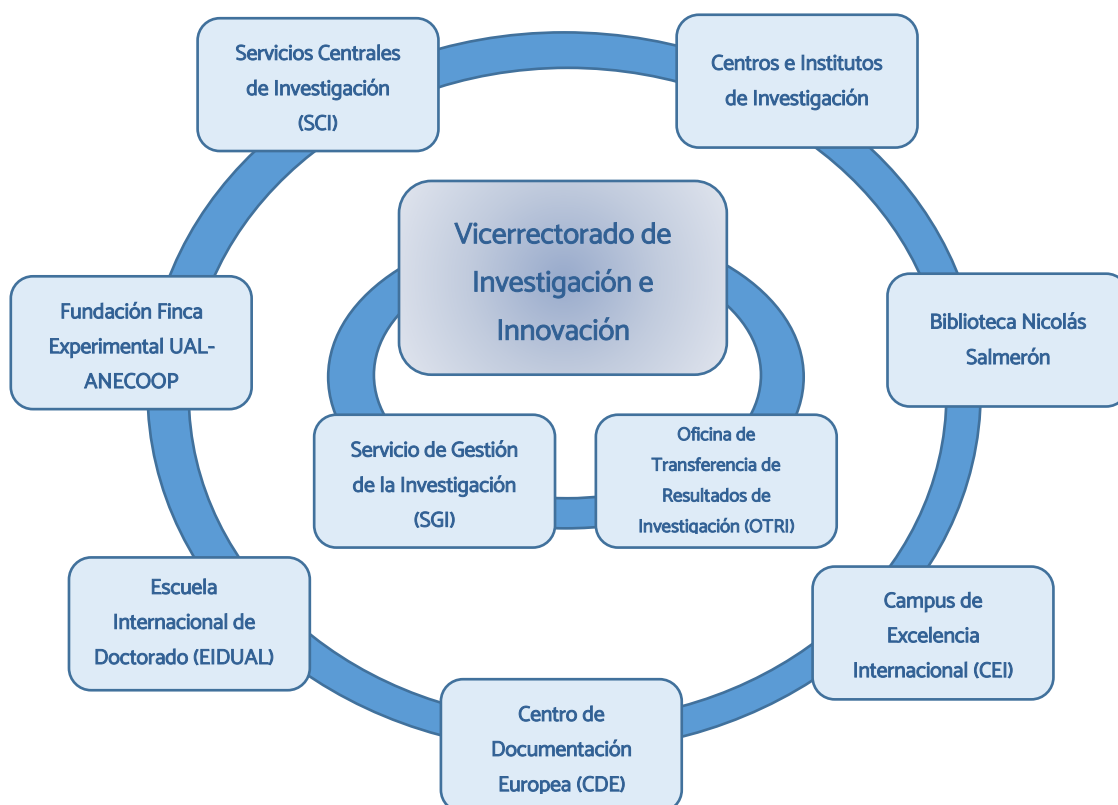 Servicios Centrales
de Investigación
(SCI)
Centros e Institutos
de Investigación
Vicerrectorado de
Investigación e
Innovación
Fundación Finca
Experimental UAL-
ANECOOP
Biblioteca Nicolás
Salmerón
Servicio de Gestión
de la Investigación
(SGI)
Oficina de
Transferencia de
Resultados de
Investigación (OTRI)
Escuela
Internacional de
Doctorado (EIDUAL)
Campus de
Excelencia
Internacional (CEI)
Centro de
Documentación
Europea (CDE)